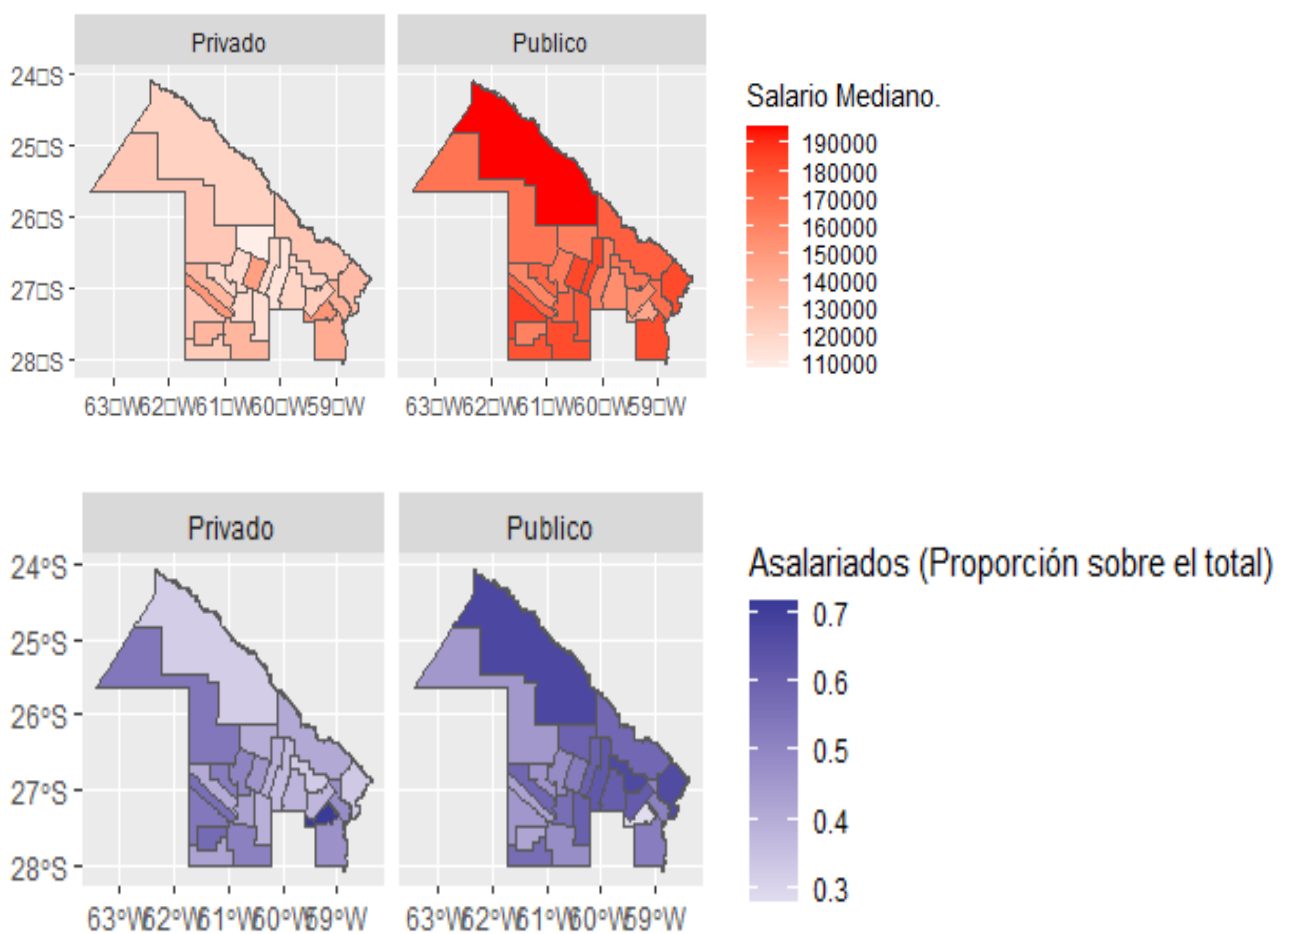 Privado Publico
24□S
25□S
26□S
27□S
28□S
63□W62□W61□W60□W59□W 63□W62□W61□W60□W59□W
Salario Mediano.
190000
180000
170000
160000
150000
140000
130000
120000
110000
Privado Publico
24°S
25°S
26°S
27°S
28°S
63°W62°W61°W60°W59°W 63°W62°W61°W60°W59°W
Asalariados (Proporción sobre el total)
0.7
0.6
0.5
0.4
0.3